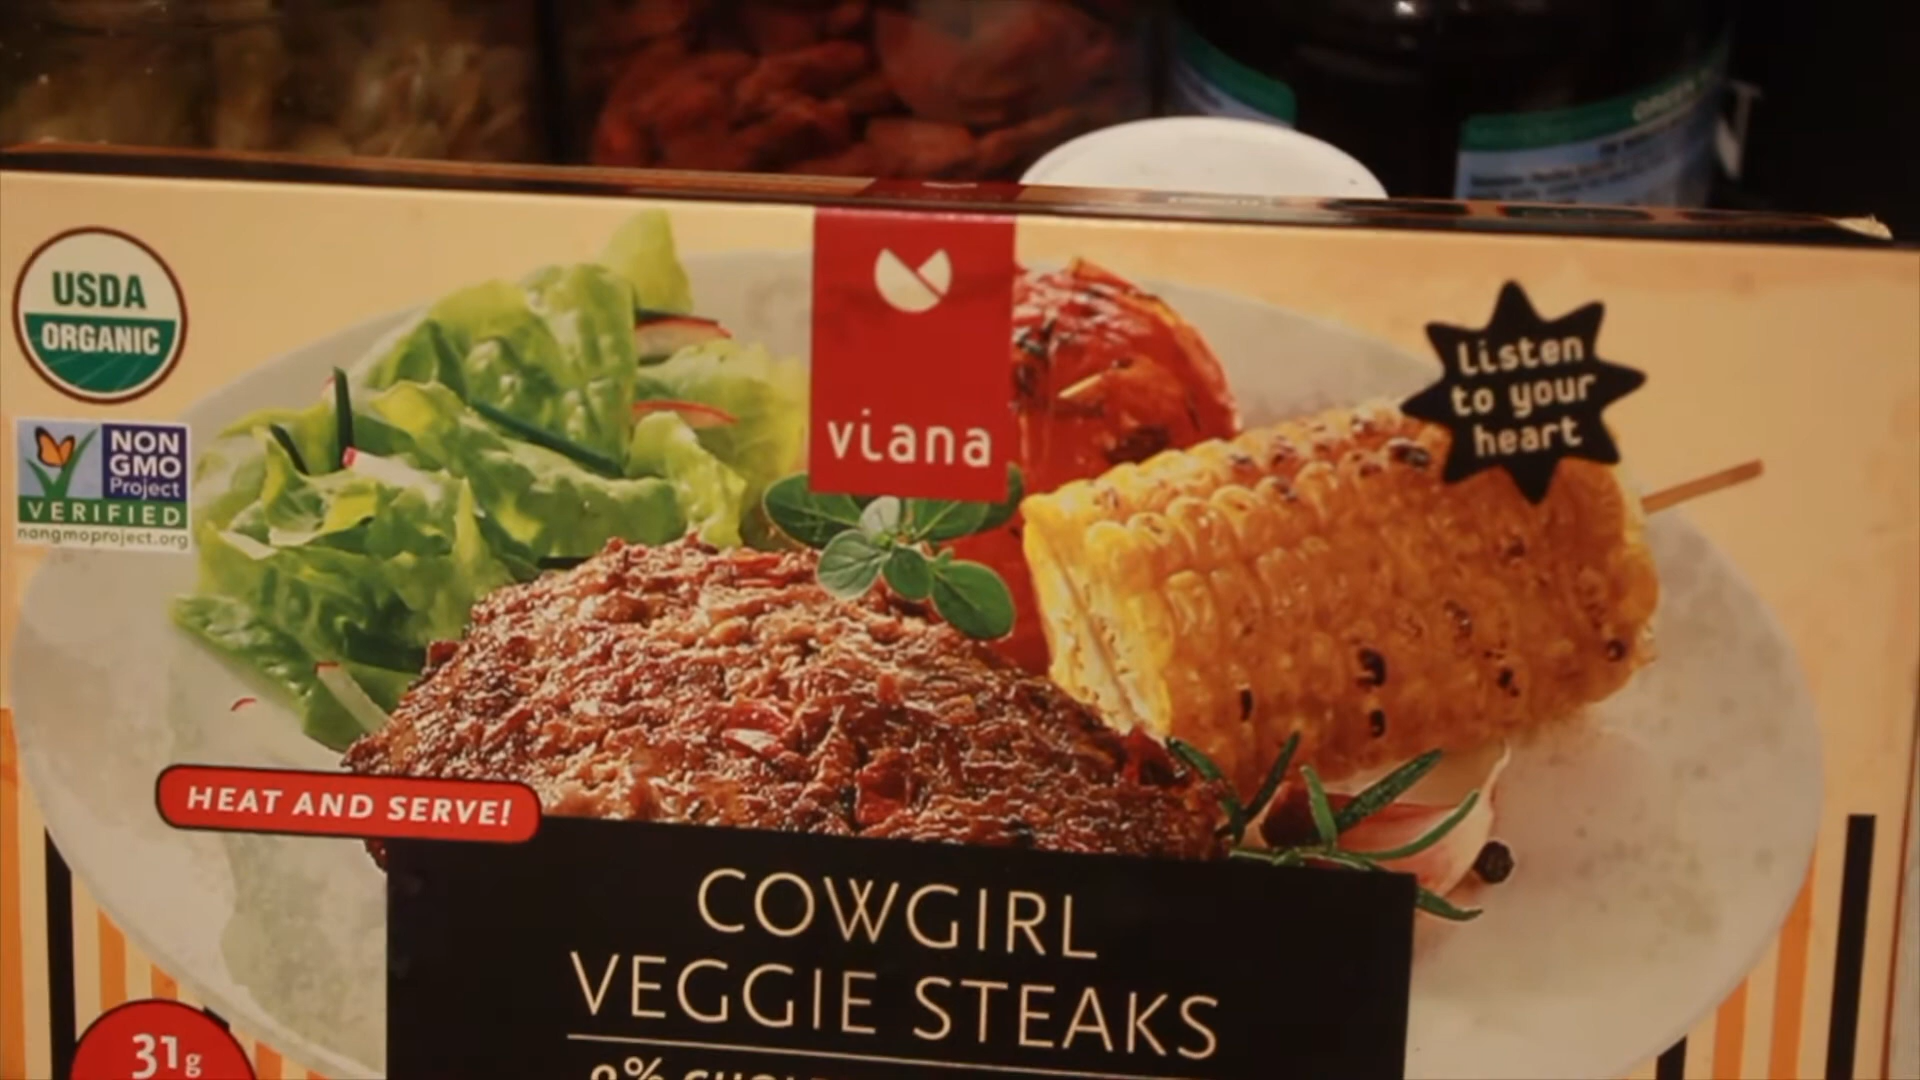 USDA
ORGANIC
NON
GMO
Project
VERIFIED
nongmoproject.org
viana
Listen
to your
heart
HEAT AND SERVE!
COWGIRL
VEGGIE STEAKS
31g
0%